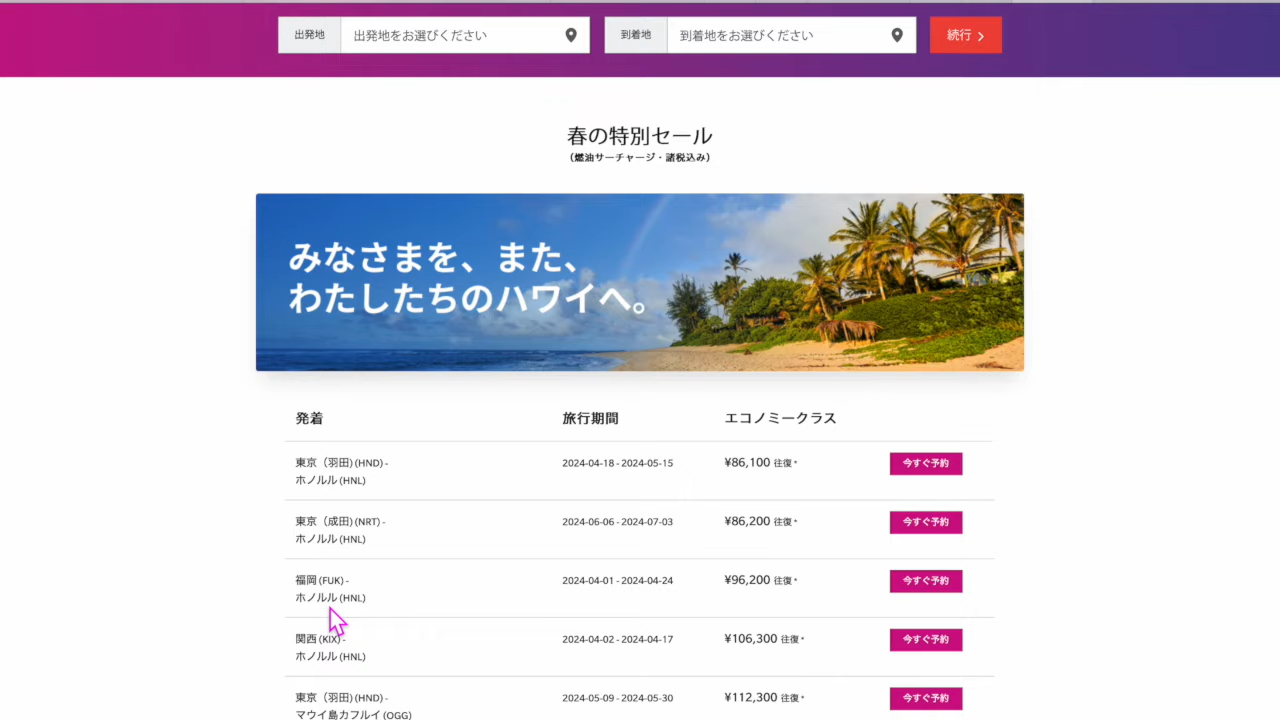 出発地 出発地をお選びください 到着地 到着地をお選びください 続行
春の特別セール
（燃油サーチャージ・諸税込み）
みなさまを、また、
わたしたちのハワイへ。
発着 旅行期間 エコノミークラス
東京（羽田）(HND) - 2024-04-18 - 2024-05-15 ¥86,100 往復* 今すぐ予約
ホノルル (HNL)
東京（成田）(NRT) - 2024-06-06 - 2024-07-03 ¥86,200 往復* 今すぐ予約
ホノルル (HNL)
福岡 (FUK) - 2024-04-01 - 2024-04-24 ¥96,200 往復* 今すぐ予約
ホノルル (HNL)
関西 (KIX) - 2024-04-02 - 2024-04-17 ¥106,300 往復* 今すぐ予約
ホノルル (HNL)
東京（羽田）(HND) - 2024-05-09 - 2024-05-30 ¥112,300 往復* 今すぐ予約
マウイ島カフルイ (OGG)